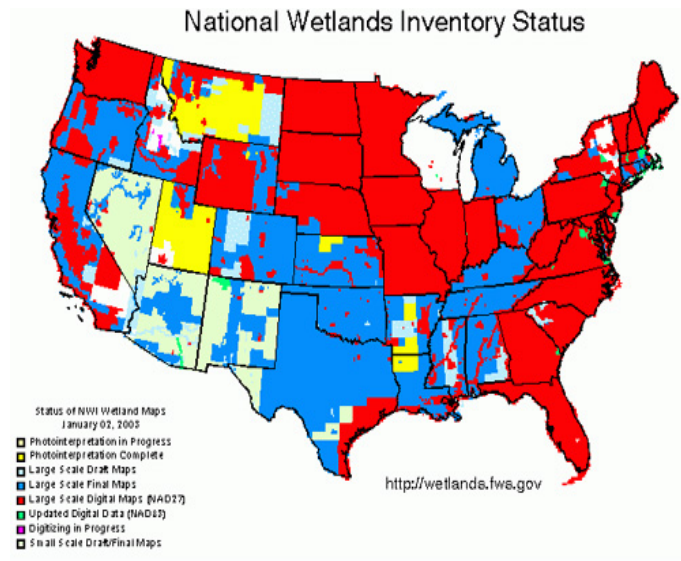 National Wetlands Inventory Status
Status of NWI Wetland Maps
January 02, 2003
Photointerpretation in Progress
Photointerpretation Complete
Large Scale Draft Maps
Large Scale Final Maps
Large Scale Digital Maps (NAD27)
Updated Digital Data (NAD83)
Digitizing in Progress
Small Scale Draft/Final Maps
http://wetlands.fws.gov